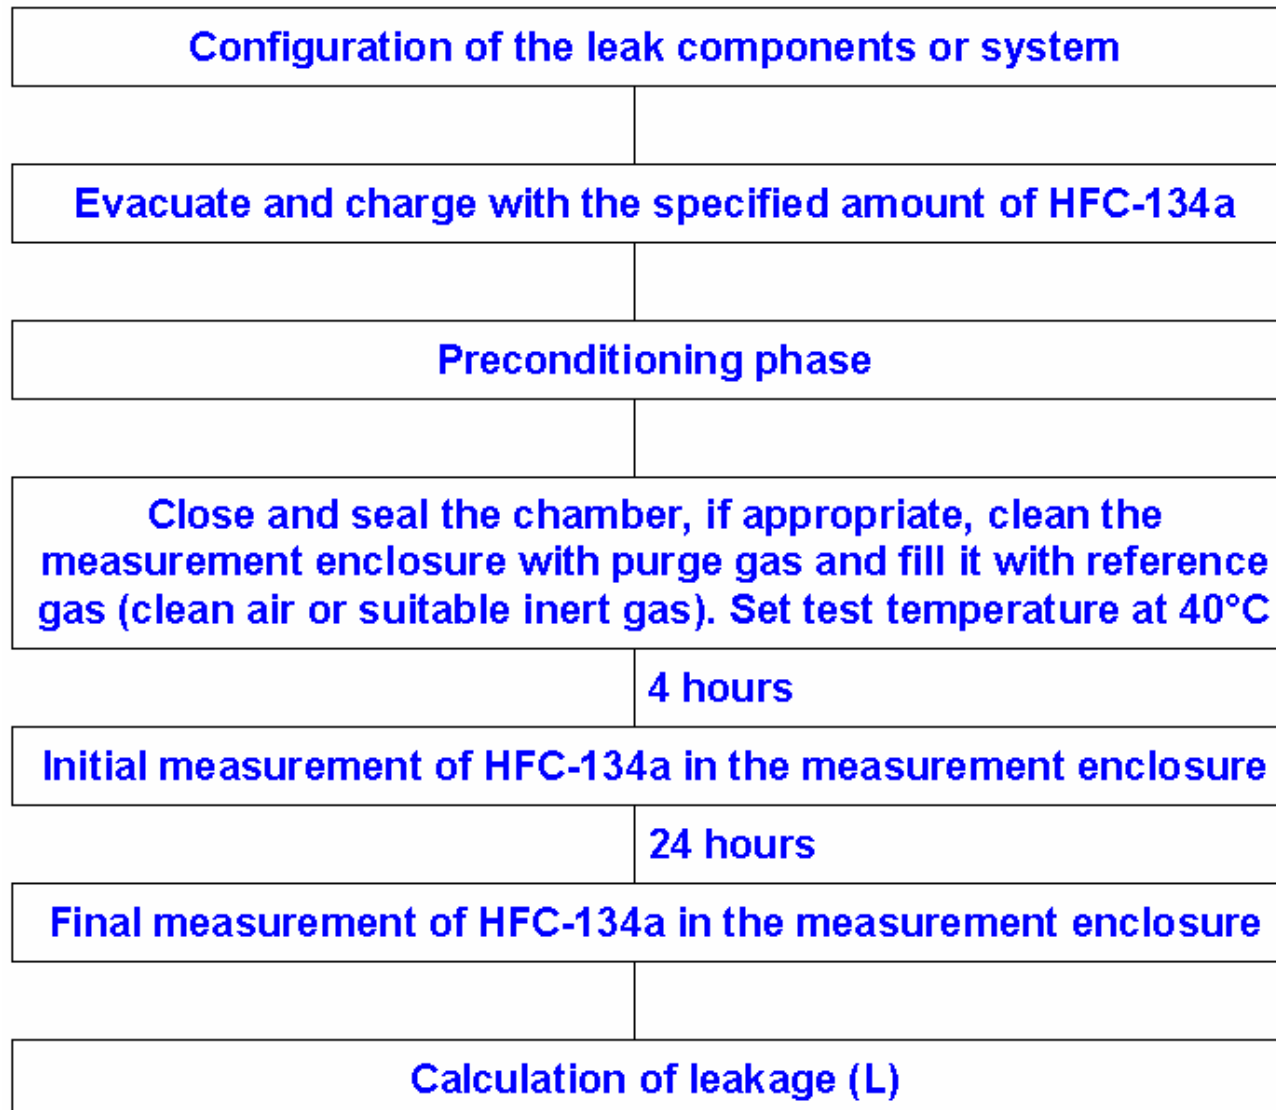 Configuration of the leak components or system
Evacuate and charge with the specified amount of HFC-134a
Preconditioning phase
Close and seal the chamber, if appropriate, clean the
measurement enclosure with purge gas and fill it with reference
gas (clean air or suitable inert gas). Set test temperature at 40°C
4 hours
Initial measurement of HFC-134a in the measurement enclosure
24 hours
Final measurement of HFC-134a in the measurement enclosure
Calculation of leakage (L)